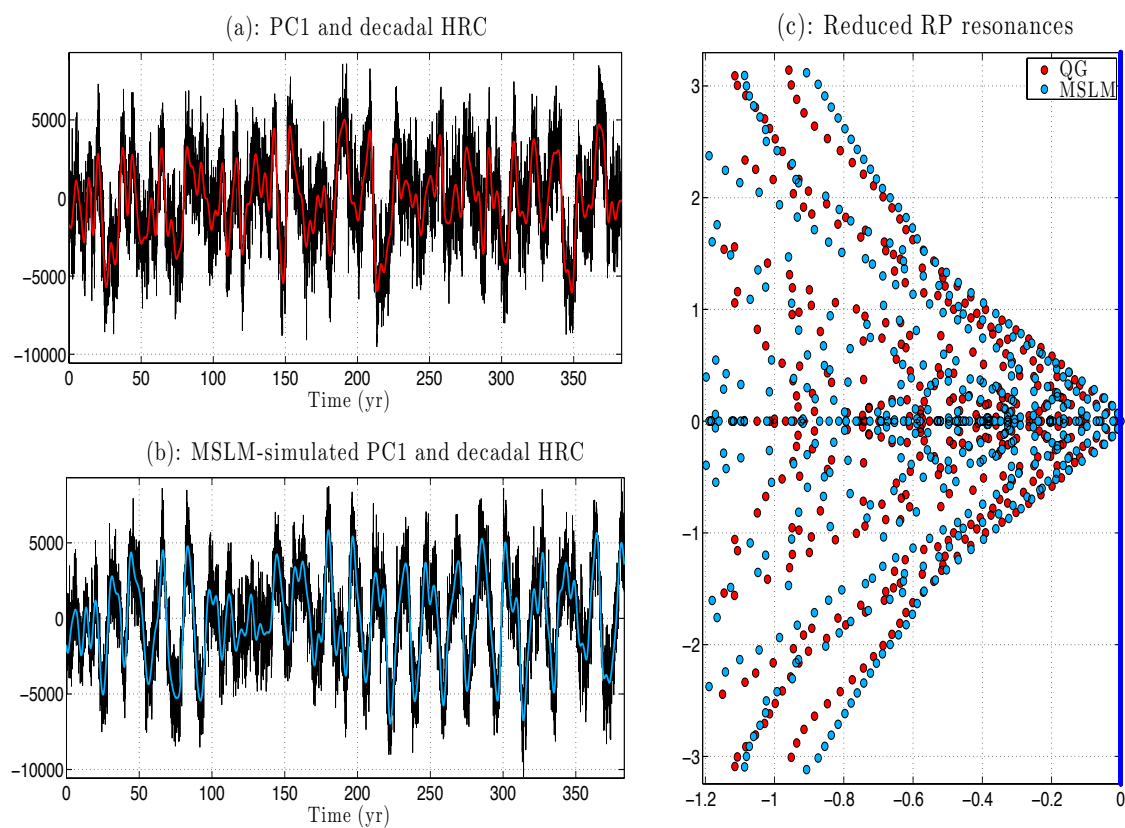 (a): PC1 and decadal HRC
5000
0
−5000
−10000
0 50 100 150 200 250 300 350
Time (yr)
(b): MSLM-simulated PC1 and decadal HRC
5000
0
−5000
−10000
0 50 100 150 200 250 300 350
Time (yr)
(c): Reduced RP resonances
QG
MSLM
3
2
1
0
−1
−2
−3
−1.2 −1 −0.8 −0.6 −0.4 −0.2 0